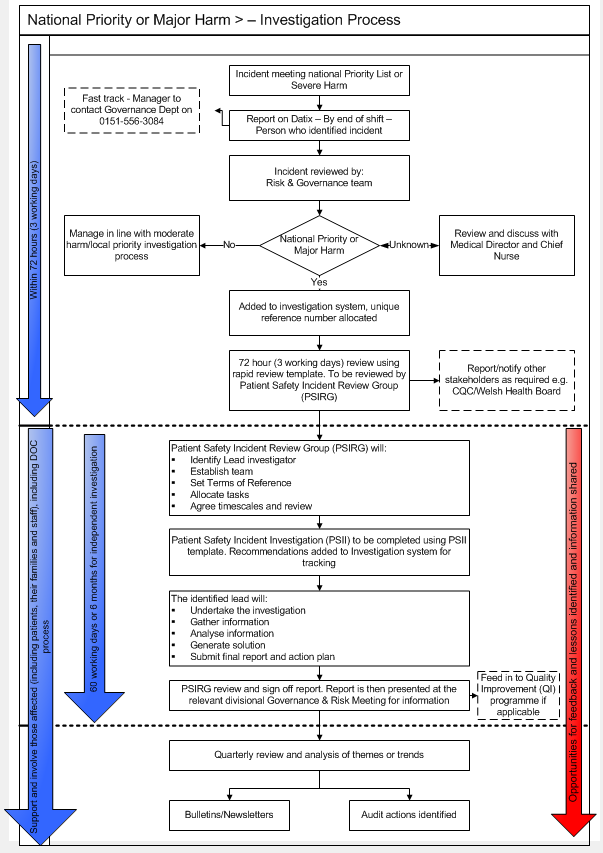 National Priority or Major Harm > – Investigation Process
Incident meeting national Priority List or
Severe Harm
Fast track - Manager to
contact Governance Dept on
0151-556-3084
Report on Datix – By end of shift –
Person who identified incident
Incident reviewed by:
Risk & Governance team
Within 72 hours (3 working days)
Manage in line with moderate
harm/local priority investigation
process
No
National Priority or
Major Harm
Unknown
Review and discuss with
Medical Director and Chief
Nurse
Yes
Added to investigation system, unique
reference number allocated
72 hour (3 working days) review using
rapid review template. To be reviewed by
Patient Safety Incident Review Group
(PSIRG)
Report/notify other
stakeholders as required e.g.
CQC/Welsh Health Board
Support and involve those affected (including patients, their families and staff), including DOC
process
60 working days or 6 months for independent investigation
Patient Safety Incident Review Group (PSIRG) will:
▪ Identify Lead investigator
▪ Establish team
▪ Set Terms of Reference
▪ Allocate tasks
▪ Agree timescales and review
Opportunities for feedback and lessons identified and information shared
Patient Safety Incident Investigation (PSII) to be completed using PSII
template. Recommendations added to Investigation system for
tracking
The identified lead will:
▪ Undertake the investigation
▪ Gather information
▪ Analyse information
▪ Generate solution
▪ Submit final report and action plan
PSIRG review and sign off report. Report is then presented at the
relevant divisional Governance & Risk Meeting for information
Feed in to Quality
Improvement (QI)
programme if
applicable
Quarterly review and analysis of themes or trends
Bulletins/Newsletters
Audit actions identified